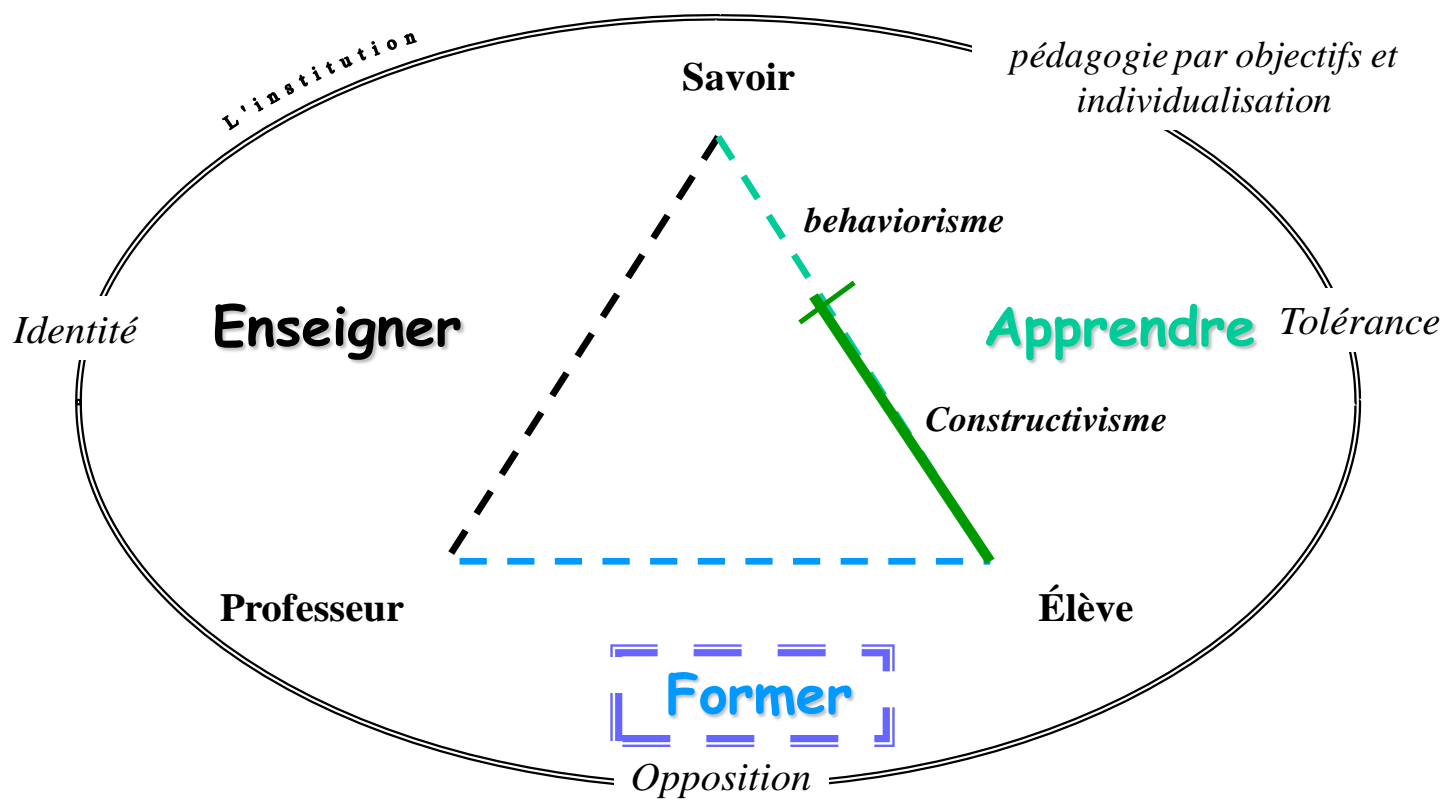 L'institution
pédagogie par objectifs et
individualisation
Savoir
behaviorisme
Identité
Enseigner
Apprendre
Tolérance
Constructivisme
Professeur
Élève
Former
Opposition